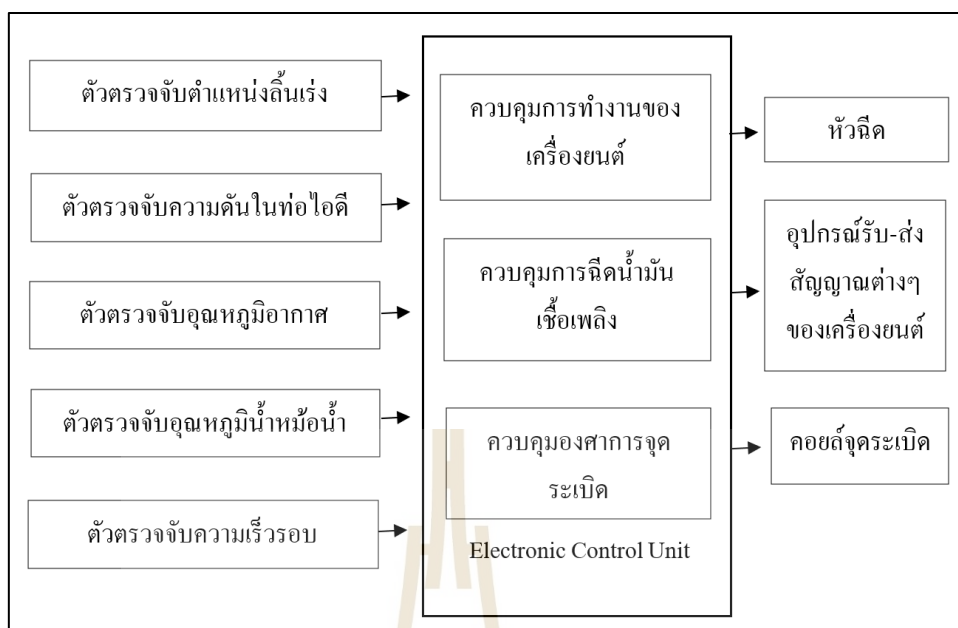 ตัวตรวจจับตำแหน่งลิ้นเร่ง
ตัวตรวจจับความดันในท่อไอดี
ตัวตรวจจับอุณหภูมิอากาศ
ตัวตรวจจับอุณหภูมิน้ำหม้อน้ำ
ตัวตรวจจับความเร็วรอบ
ควบคุมการทำงานของ
เครื่องยนต์
ควบคุมการฉีดน้ำมัน
เชื้อเพลิง
ควบคุมองศาการจุด
ระเบิด
Electronic Control Unit
หัวฉีด
อุปกรณ์รับ-ส่ง
สัญญาณต่างๆ
ของเครื่องยนต์
คอยล์จุดระเบิด